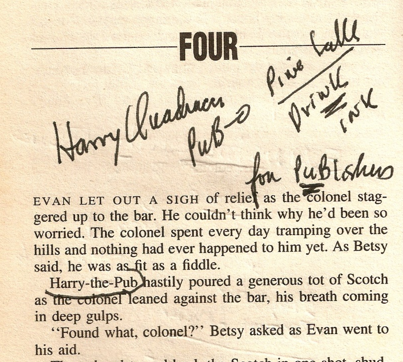 FOUR
Harry Quadracci
PUB
Pine Lake
Drink
INK
for PUBlishers
EVAN LET OUT A SIGH of relief as the colonel stag-
gered up to the bar. He couldn't think why he'd been so
worried. The colonel spent every day tramping over the
hills and nothing had ever happened to him yet. As Betsy
said, he was as fit as a fiddle.
Harry-the-Pub hastily poured a generous tot of Scotch
as the colonel leaned against the bar, his breath coming
in deep gulps.
"Found what, colonel?" Betsy asked as Evan went to
his aid.